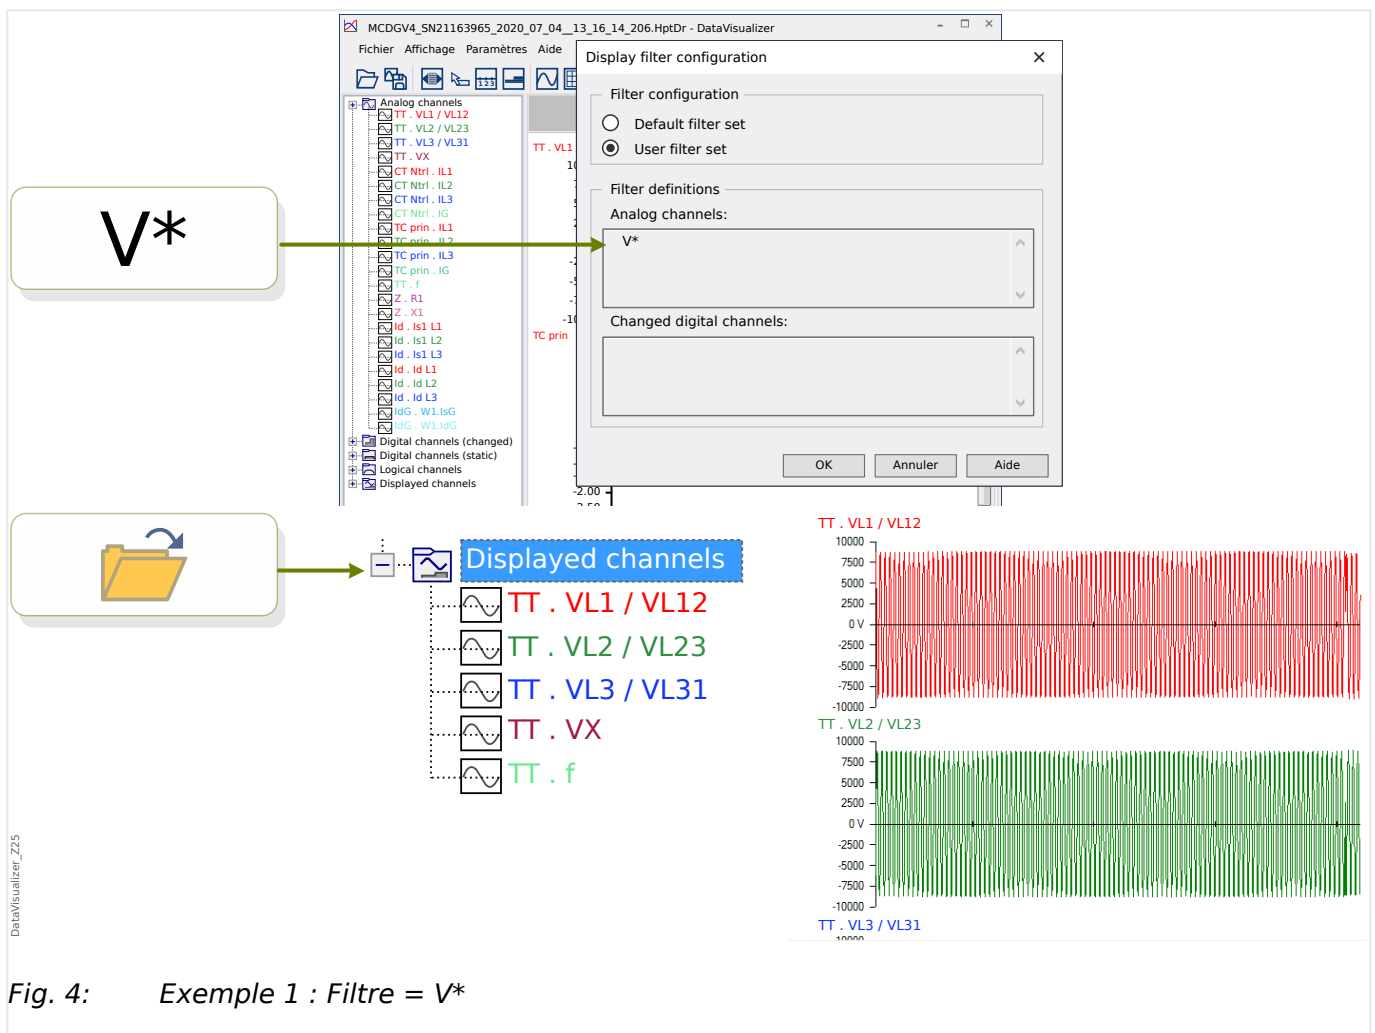 MCDGV4_SN21163965_2020_07_04__13_16_14_206.HptDr - DataVisualizer
Fichier Affichage Paramètres Aide
Analog channels
TT . VL1 / VL12
TT . VL2 / VL23
TT . VL3 / VL31
TT . VX
CT Ntrl . IL1
CT Ntrl . IL2
CT Ntrl . IL3
CT Ntrl . IG
TC prin . IL1
TC prin . IL2
TC prin . IL3
TC prin . IG
TT . f
Z . R1
Z . X1
Id . Is1 L1
Id . Is1 L2
Id . Is1 L3
Id . Id L1
Id . Id L2
Id . Id L3
IdG . W1.IsG
IdG . W1.IdG
Digital channels (changed)
Digital channels (static)
Logical channels
Displayed channels
TT . VL1
TC prin
-2.00
Display filter configuration
Filter configuration
Default filter set
User filter set
Filter definitions
Analog channels:
V*
Changed digital channels:
OK Annuler Aide
V*
Displayed channels
TT . VL1 / VL12
TT . VL2 / VL23
TT . VL3 / VL31
TT . VX
TT . f
TT . VL1 / VL12
10000
7500
5000
2500
0 V
-2500
-5000
-7500
-10000
TT . VL2 / VL23
10000
7500
5000
2500
0 V
-2500
-5000
-7500
-10000
TT . VL3 / VL31
10000
DataVisualizer_Z25
Fig. 4: Exemple 1 : Filtre = V*